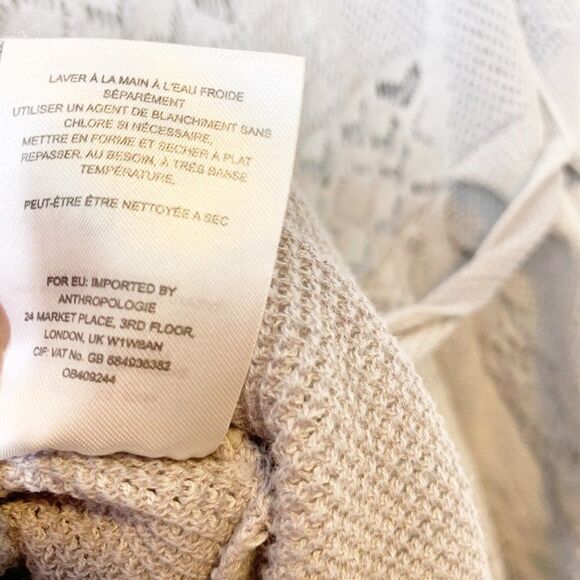 LAVER À LA MAIN À L'EAU FROIDE
SÉPARÉMENT
UTILISER UN AGENT DE BLANCHIMENT SANS
CHLORE SI NÉCESSAIRE,
METTRE EN FORME ET SÉCHER À PLAT
REPASSER, AU BESOIN, À TRÈS BASSE
TEMPÉRATURE,
PEUT-ÊTRE ÊTRE NETTOYÉE A SEC
FOR EU: IMPORTED BY
ANTHROPOLOGIE
24 MARKET PLACE, 3RD FLOOR,
LONDON, UK W1W8AN
CIF: VAT No. GB 684936382
OB409244